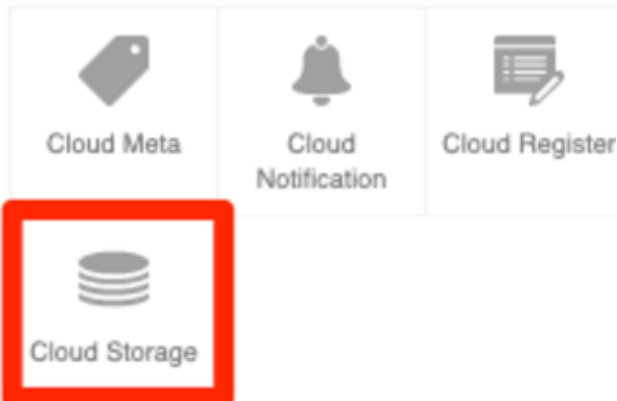 Cloud Meta
Cloud
Notification
Cloud Register
Cloud Storage